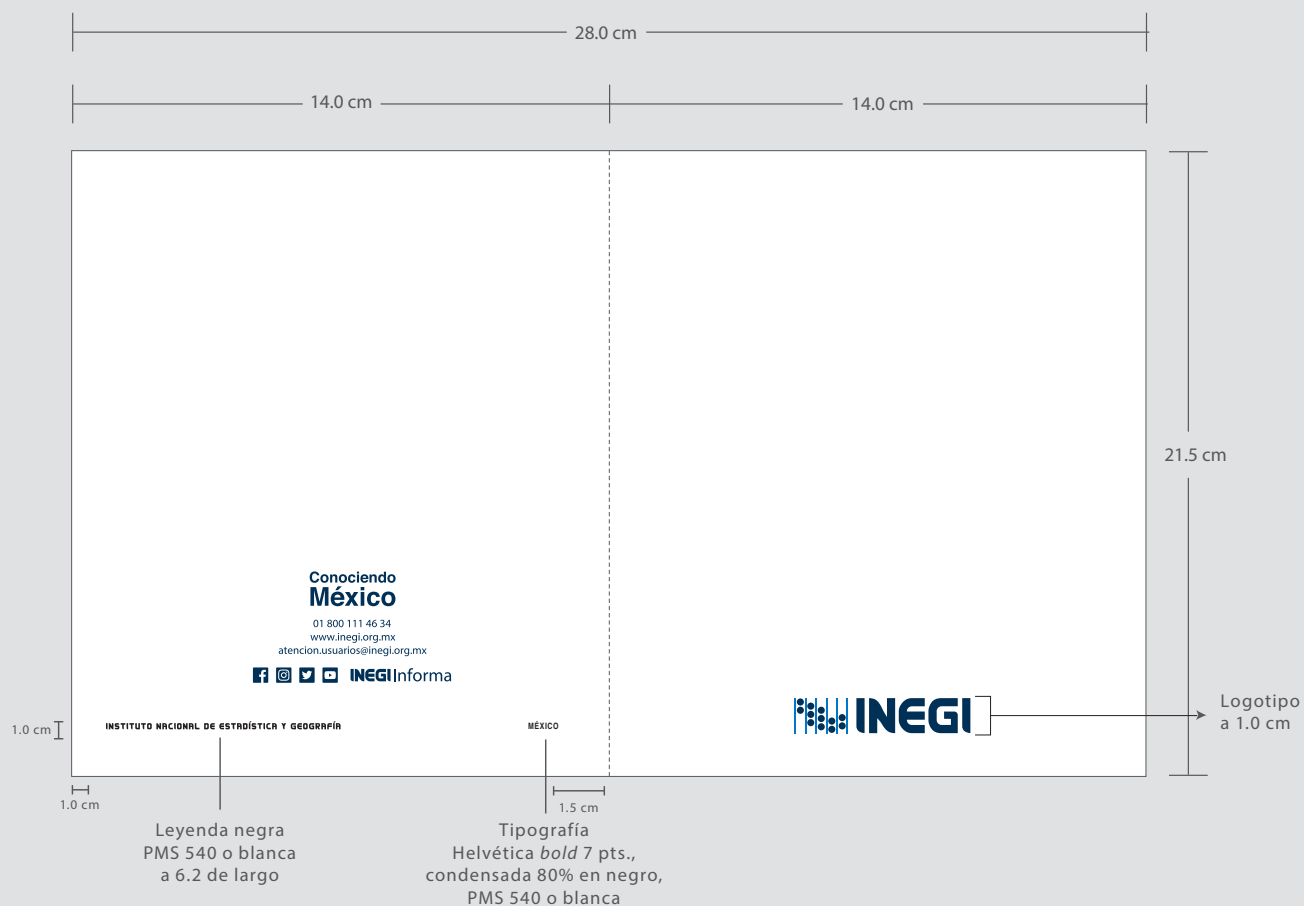 28.0 cm
14.0 cm
14.0 cm
21.5 cm
Conociendo
México
01 800 111 46 34
www.inegi.org.mx
atencion.usuarios@inegi.org.mx
INEGI Informa
INEGI
Logotipo
a 1.0 cm
1.0 cm
INSTITUTO NACIONAL DE ESTADÍSTICA Y GEOGRAFÍA
MÉXICO
1.0 cm
1.5 cm
Leyenda negra
PMS 540 o blanca
a 6.2 de largo
Tipografía
Helvética bold 7 pts.,
condensada 80% en negro,
PMS 540 o blanca